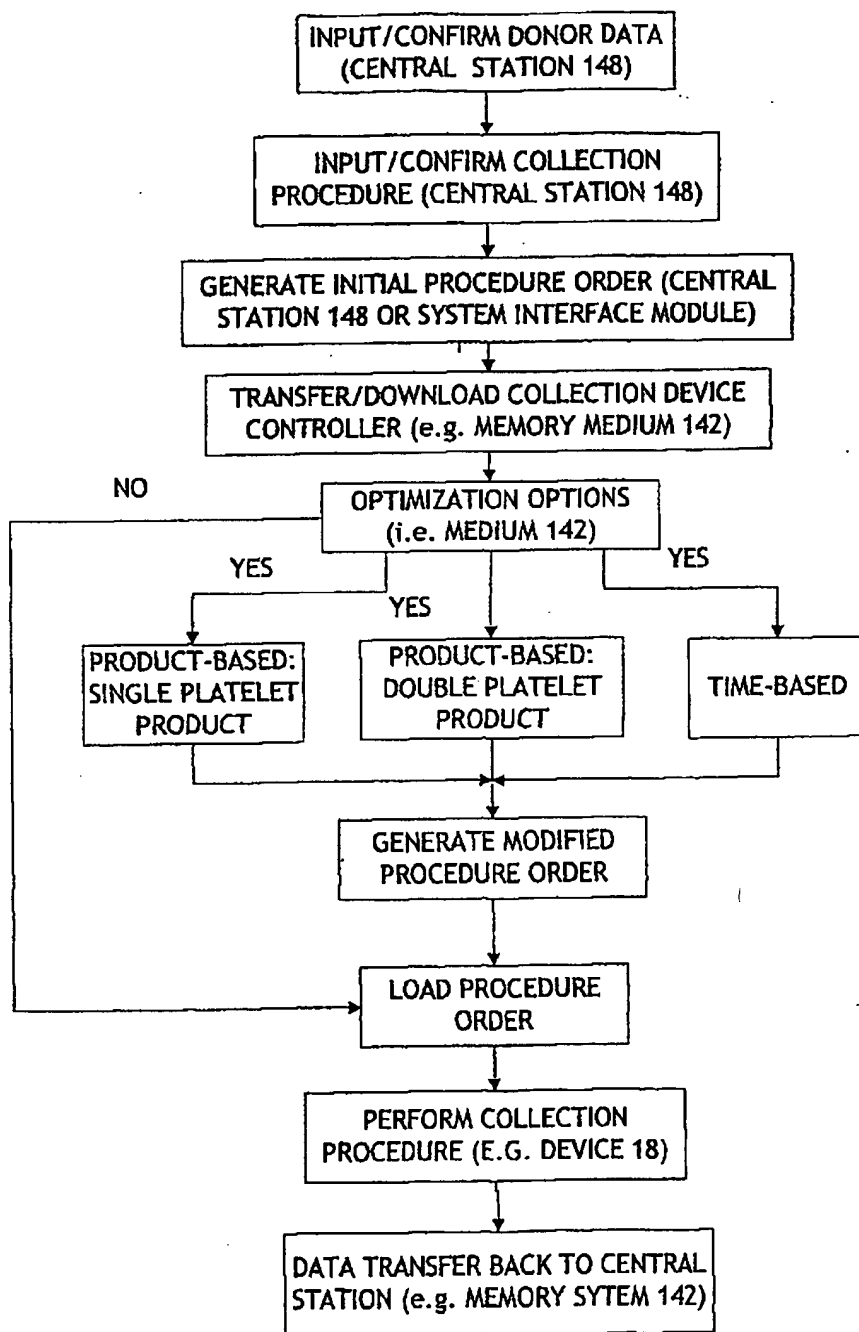 INPUT/CONFIRM DONOR DATA
(CENTRAL STATION 148)
INPUT/CONFIRM COLLECTION
PROCEDURE (CENTRAL STATION 148)
GENERATE INITIAL PROCEDURE ORDER (CENTRAL
STATION 148 OR SYSTEM INTERFACE MODULE)
TRANSFER/DOWNLOAD COLLECTION DEVICE
CONTROLLER (e.g. MEMORY MEDIUM 142)
NO
OPTIMIZATION OPTIONS
(i.e. MEDIUM 142)
YES
YES
YES
PRODUCT-BASED:
SINGLE PLATELET
PRODUCT
PRODUCT-BASED:
DOUBLE PLATELET
PRODUCT
TIME-BASED
GENERATE MODIFIED
PROCEDURE ORDER
LOAD PROCEDURE
ORDER
PERFORM COLLECTION
PROCEDURE (E.G. DEVICE 18)
DATA TRANSFER BACK TO CENTRAL
STATION (e.g. MEMORY SYTEM 142)